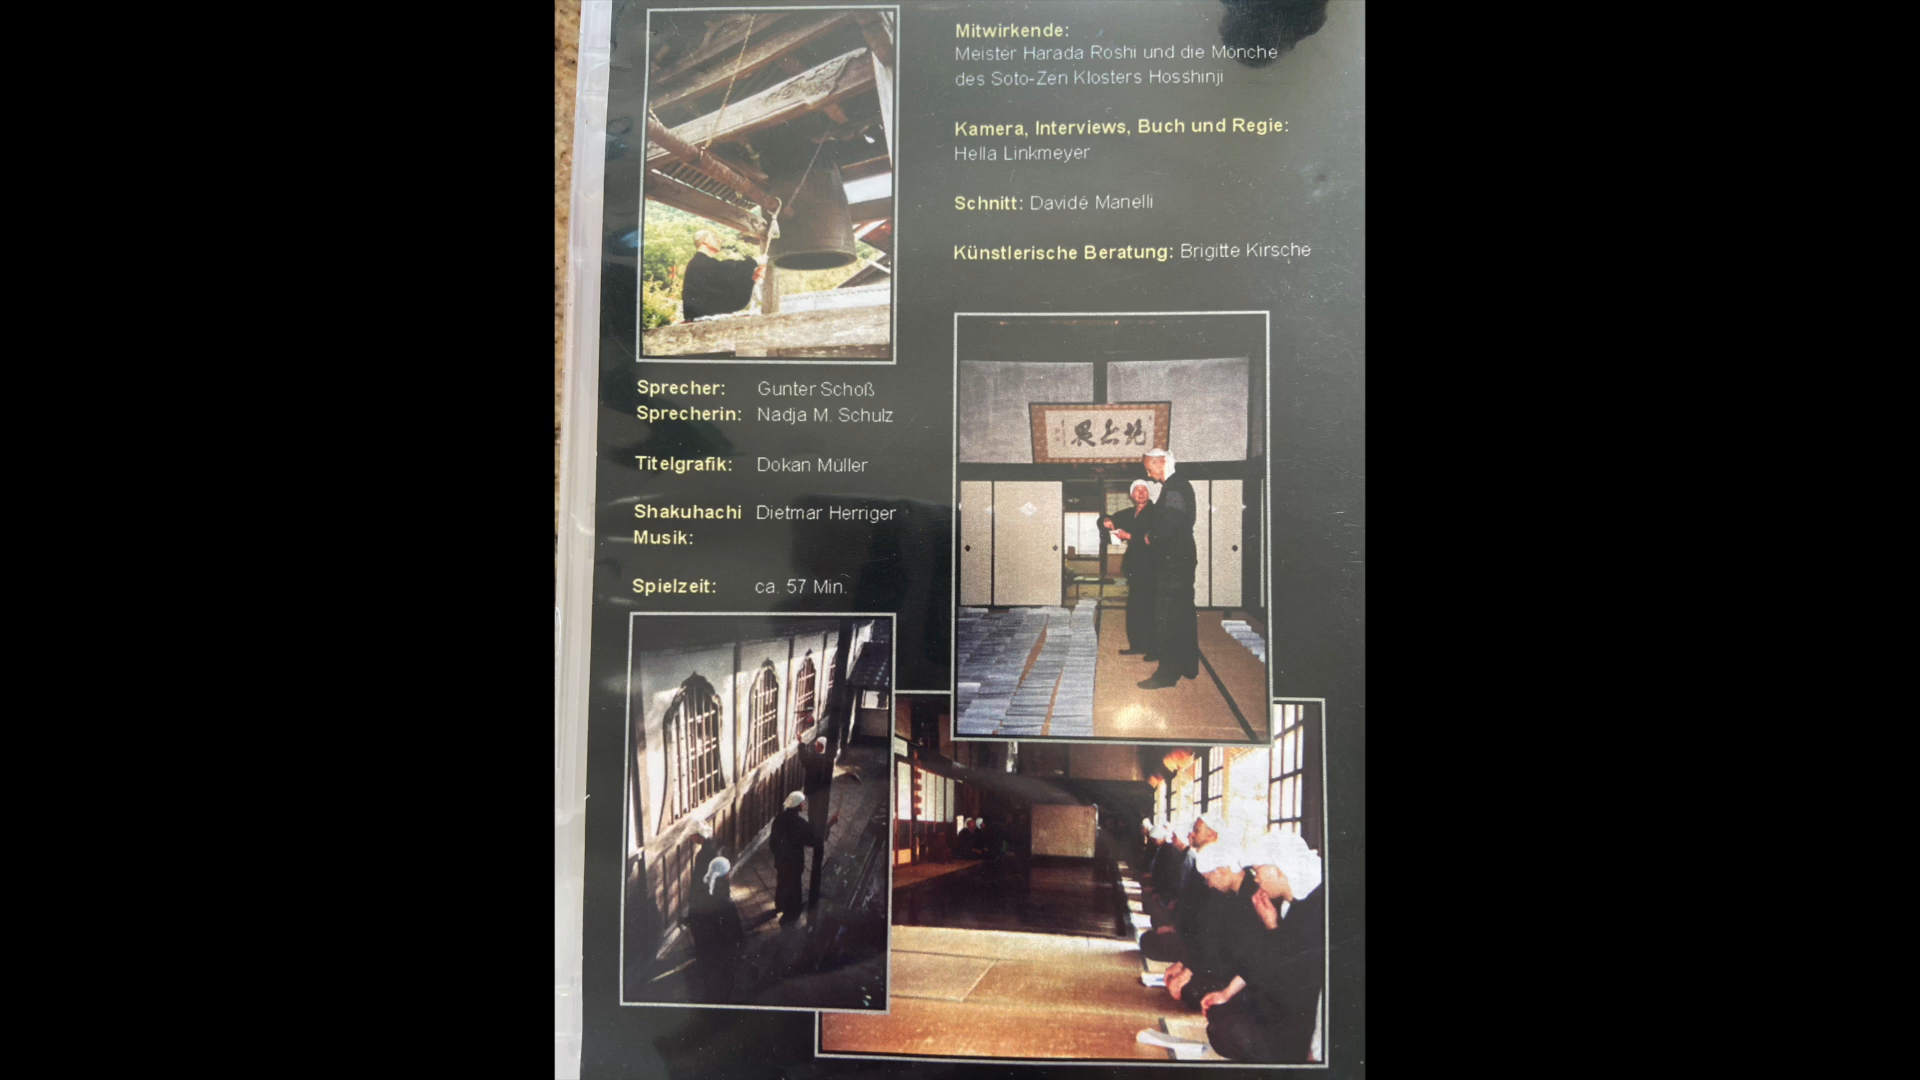 Mitwirkende:
Meister Harada Roshi und die Mönche
des Soto-Zen Klosters Hosshinji
Kamera, Interviews, Buch und Regie:
Hella Linkmeyer
Schnitt: Davide Manelli
Künstlerische Beratung: Brigitte Kirsche
Sprecher: Gunter Schoß
Sprecherin: Nadja M. Schulz
Titelgrafik: Dokan Müller
Shakuhachi Dietmar Herriger
Musik:
Spielzeit: ca. 57 Min.